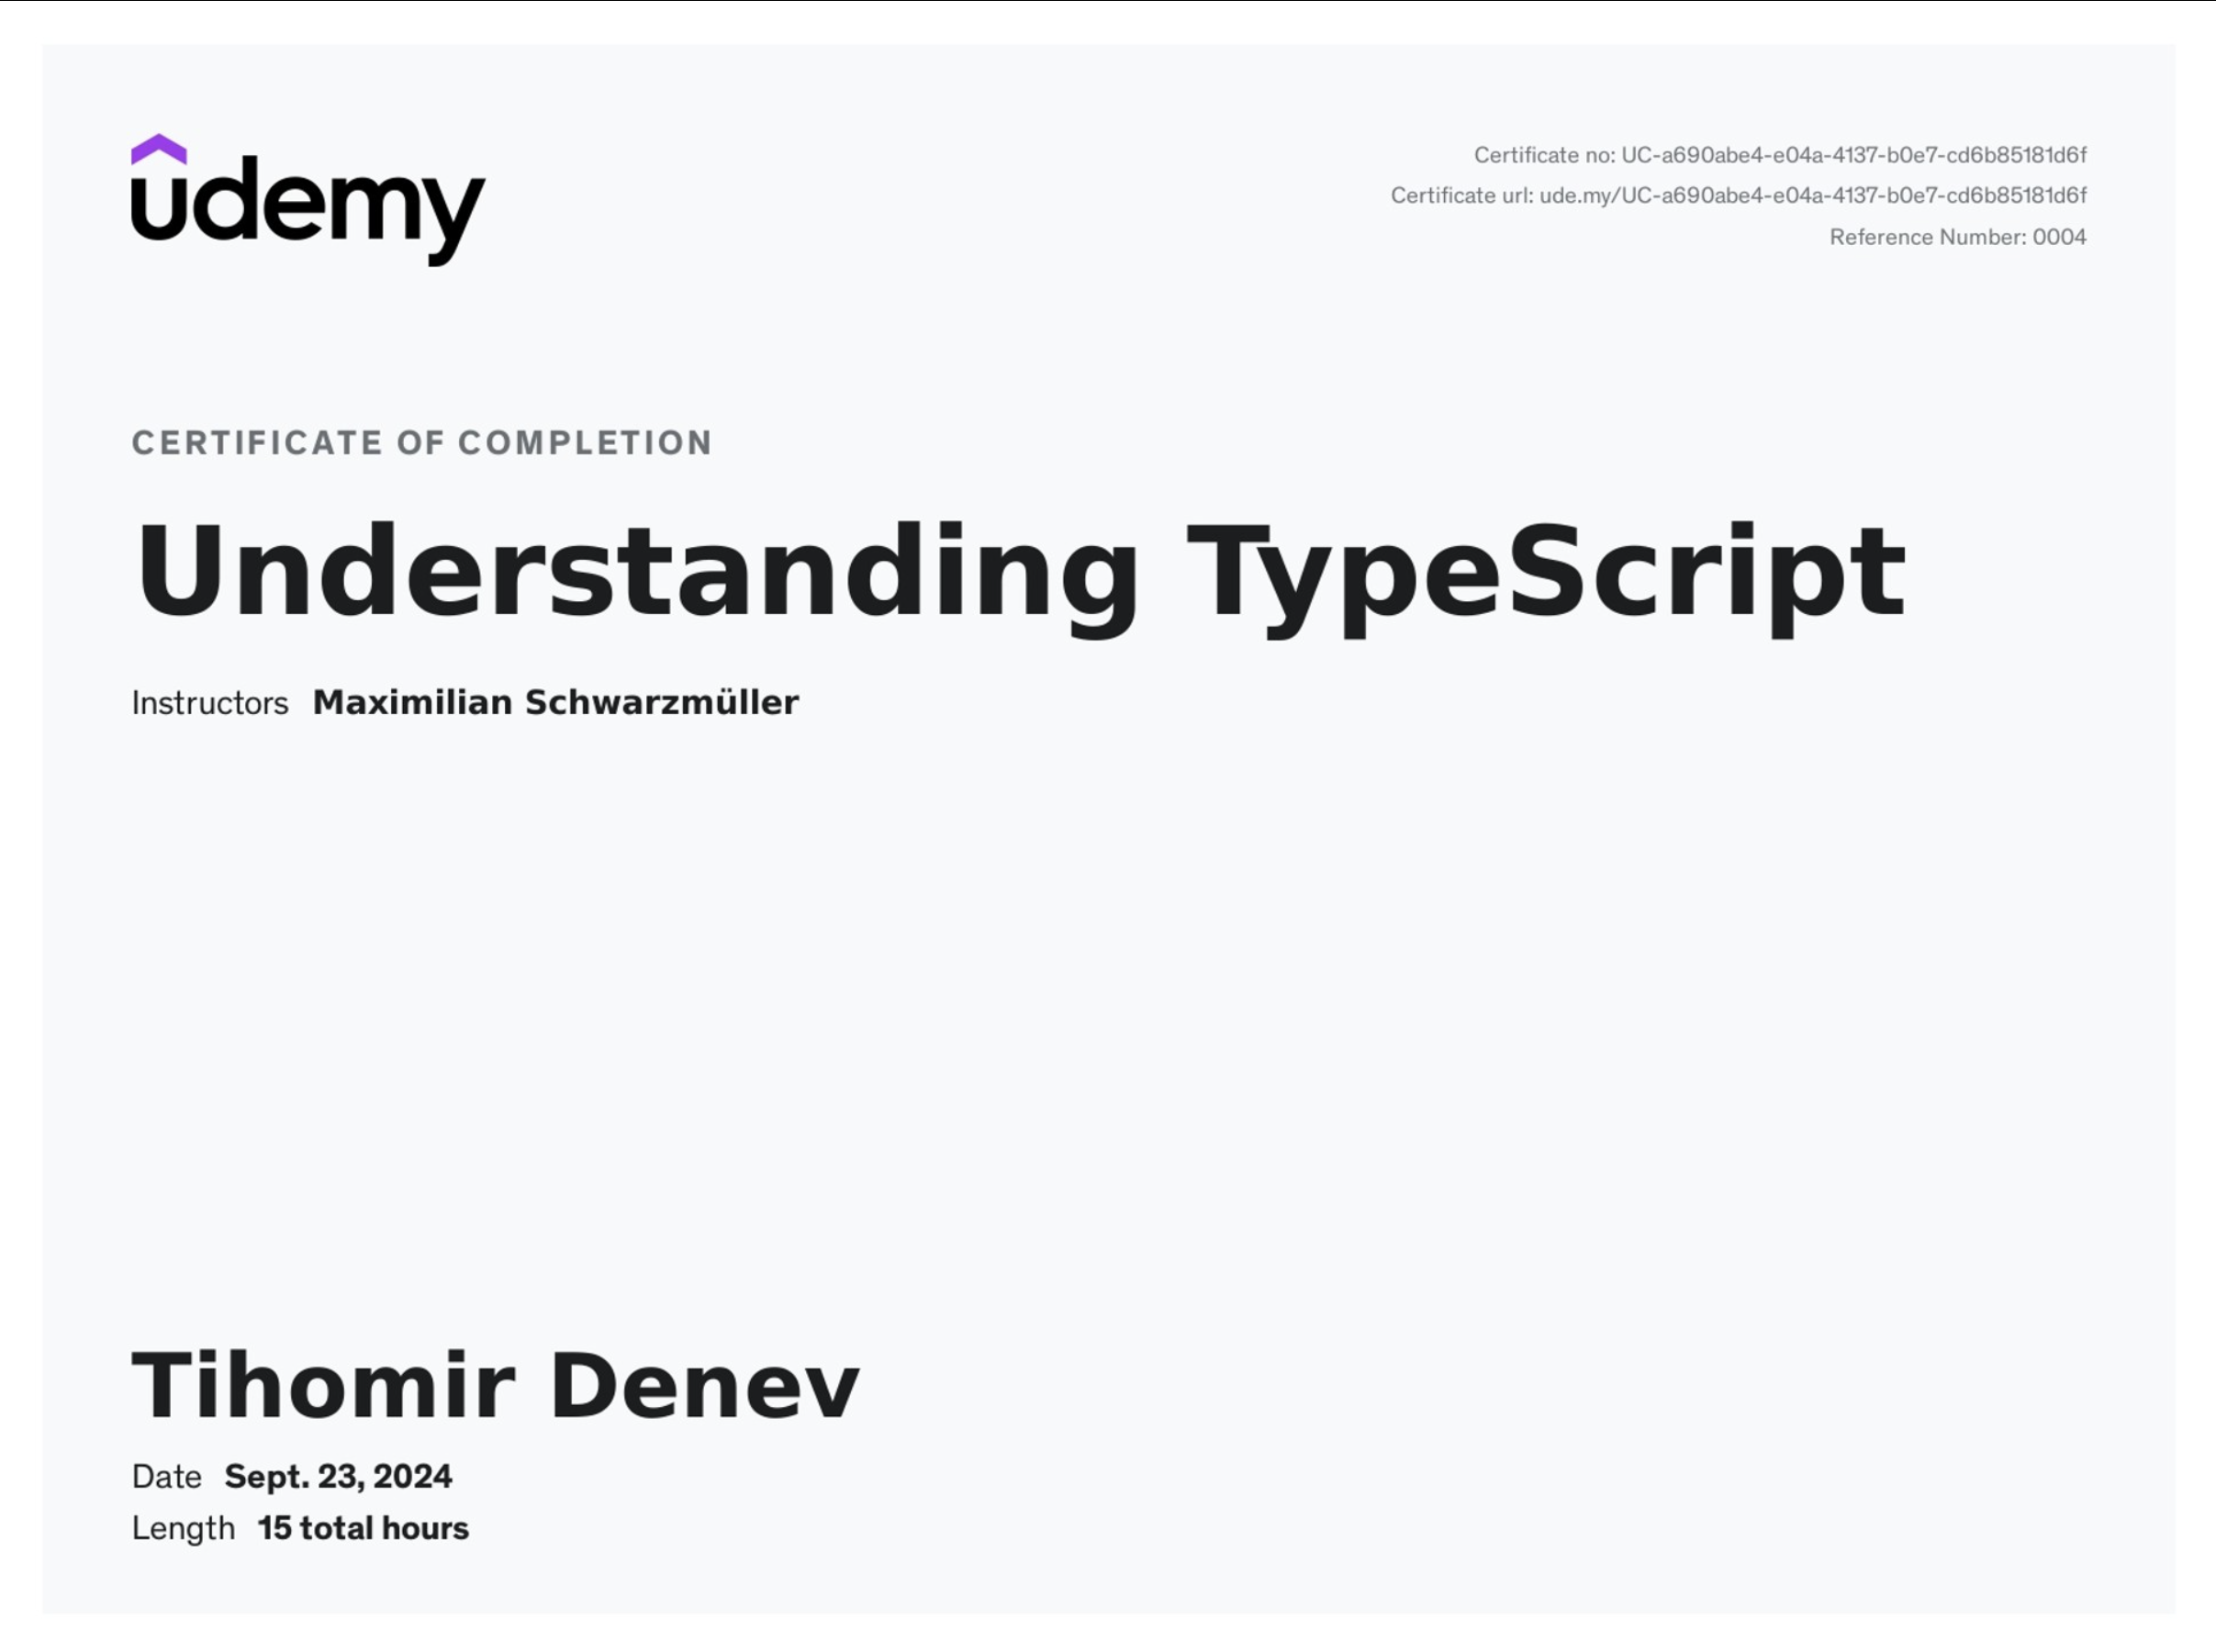 udemy
Certificate no: UC-a690abe4-e04a-4137-b0e7-cd6b85181d6f
Certificate url: ude.my/UC-a690abe4-e04a-4137-b0e7-cd6b85181d6f
Reference Number: 0004
CERTIFICATE OF COMPLETION
Understanding TypeScript
Instructors Maximilian Schwarzmüller
Tihomir Denev
Date Sept. 23, 2024
Length 15 total hours